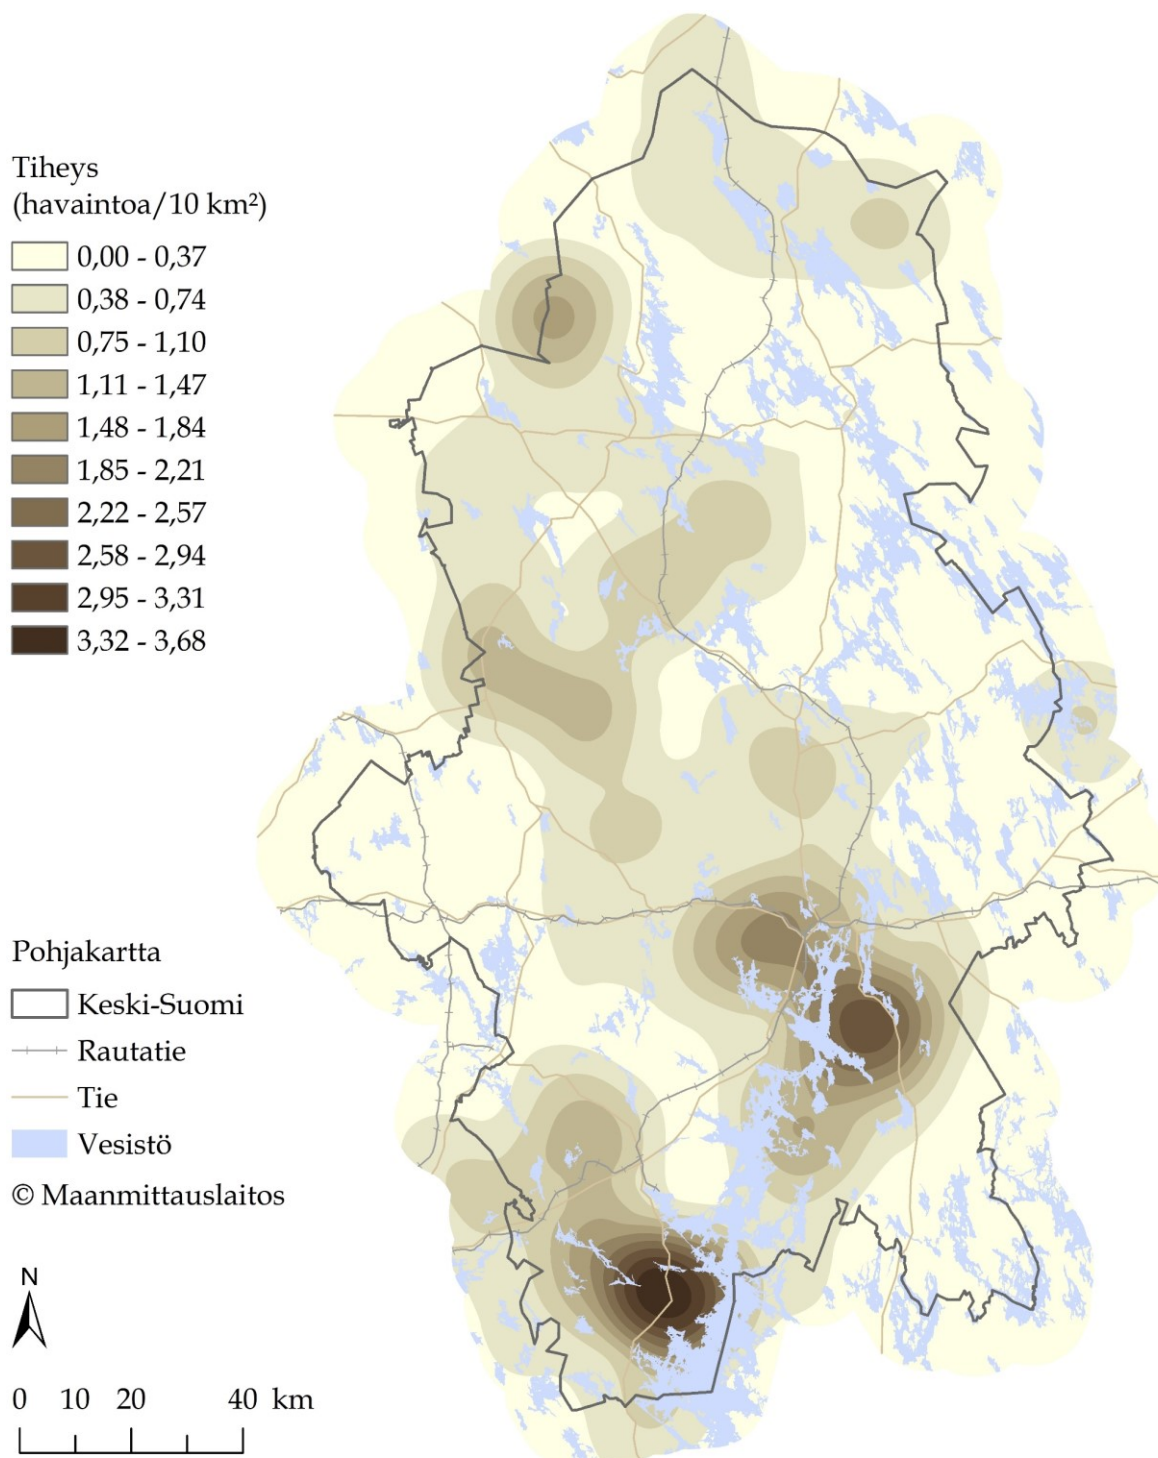 Tiheys
(havaintoa/10 km²)
0,00 - 0,37
0,38 - 0,74
0,75 - 1,10
1,11 - 1,47
1,48 - 1,84
1,85 - 2,21
2,22 - 2,57
2,58 - 2,94
2,95 - 3,31
3,32 - 3,68
Pohjakartta
Keski-Suomi
Rautatie
Tie
Vesistö
© Maanmittauslaitos
N
0 10 20 40 km